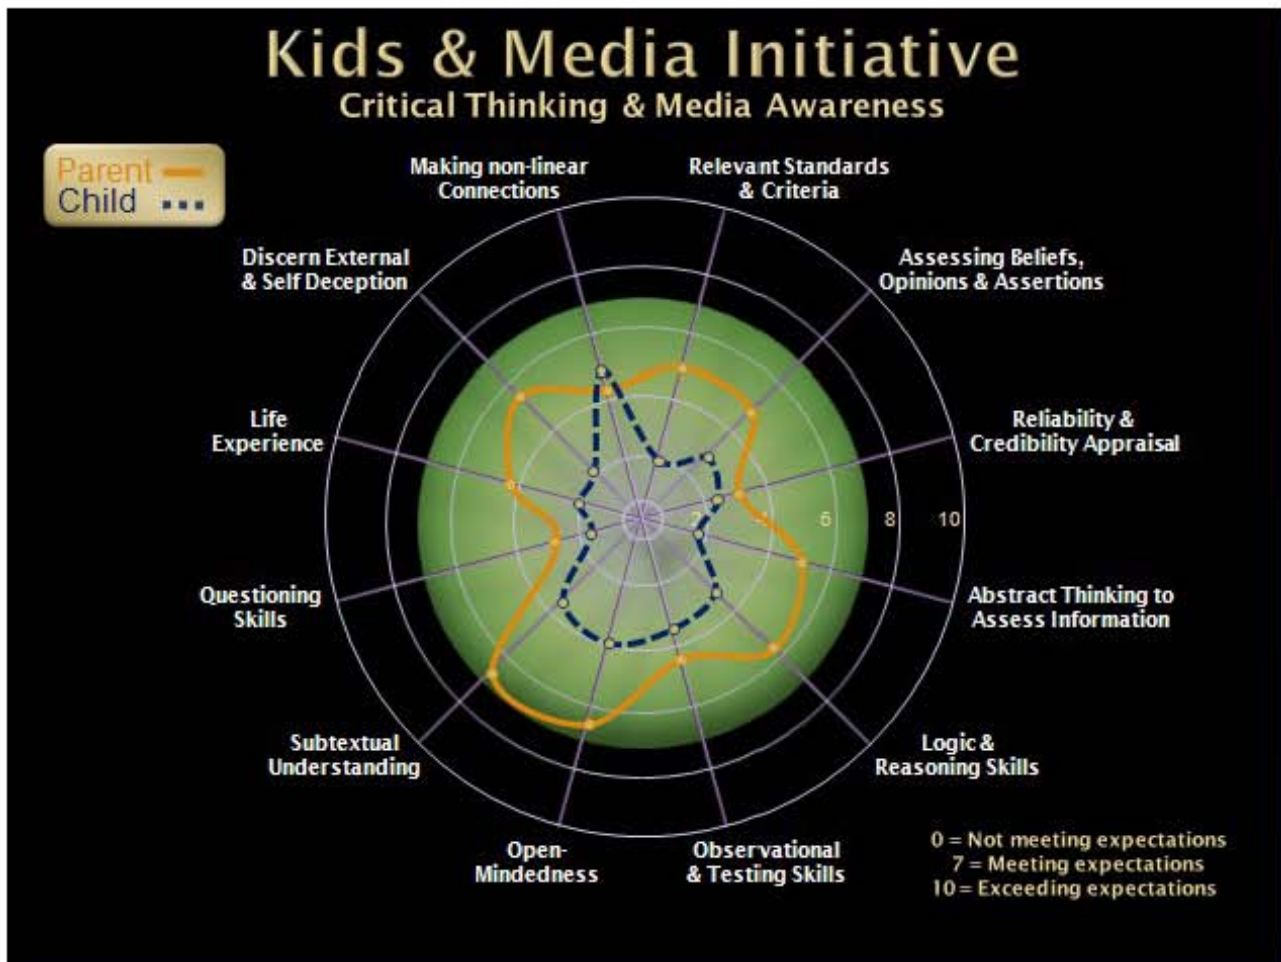 Kids & Media Initiative
Critical Thinking & Media Awareness
Parent
Child
Making non-linear
Connections
Relevant Standards
& Criteria
Discern External
& Self Deception
Assessing Beliefs,
Opinions & Assertions
Life
Experience
Reliability &
Credibility Appraisal
2 4 6 8 10
Questioning
Skills
Abstract Thinking to
Assess Information
Subtextual
Understanding
Logic &
Reasoning Skills
Open-
Mindedness
Observational
& Testing Skills
0 = Not meeting expectations
7 = Meeting expectations
10 = Exceeding expectations